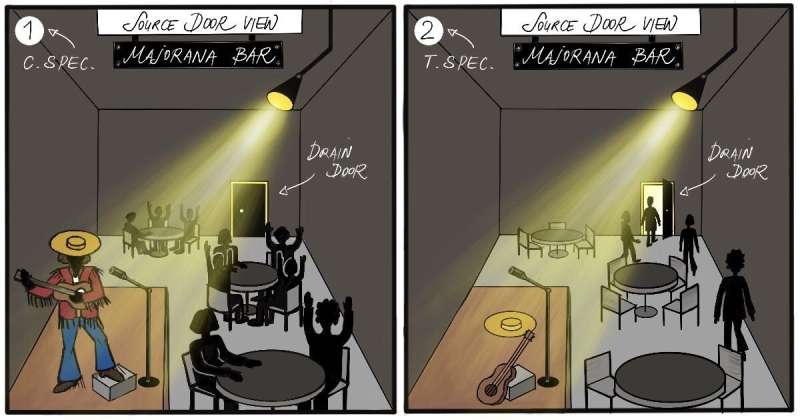 1
SOURCE DOOR VIEW
MAJORANA BAR
C. SPEC.
DRAIN
DOOR
2
SOURCE DOOR VIEW
MAJORANA BAR
T. SPEC.
DRAIN
DOOR